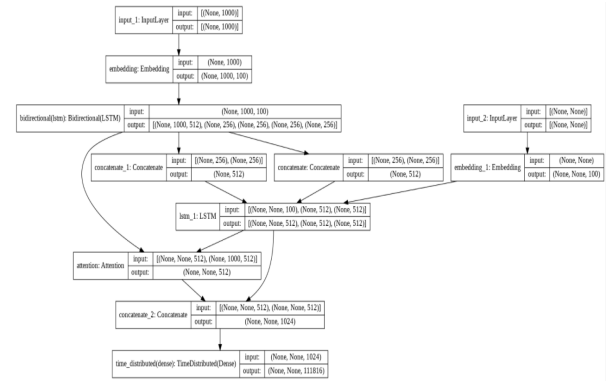 input_1: InputLayer input: [(None, 1000)]
output: [(None, 1000)]
embedding: Embedding input: (None, 1000)
output: (None, 1000, 100)
bidirectional(lstm): Bidirectional(LSTM) input: (None, 1000, 100)
output: [(None, 1000, 512), (None, 256), (None, 256), (None, 256), (None, 256)]
input_2: InputLayer input: [(None, None)]
output: [(None, None)]
concatenate_1: Concatenate input: [(None, 256), (None, 256)]
output: (None, 512)
concatenate: Concatenate input: [(None, 256), (None, 256)]
output: (None, 512)
embedding_1: Embedding input: (None, None)
output: (None, None, 100)
lstm_1: LSTM input: [(None, None, 100), (None, 512), (None, 512)]
output: [(None, None, 512), (None, 512), (None, 512)]
attention: Attention input: [(None, None, 512), (None, 1000, 512)]
output: (None, None, 512)
concatenate_2: Concatenate input: [(None, None, 512), (None, None, 512)]
output: (None, None, 1024)
time_distributed(dense): TimeDistributed(Dense) input: (None, None, 1024)
output: (None, None, 111816)